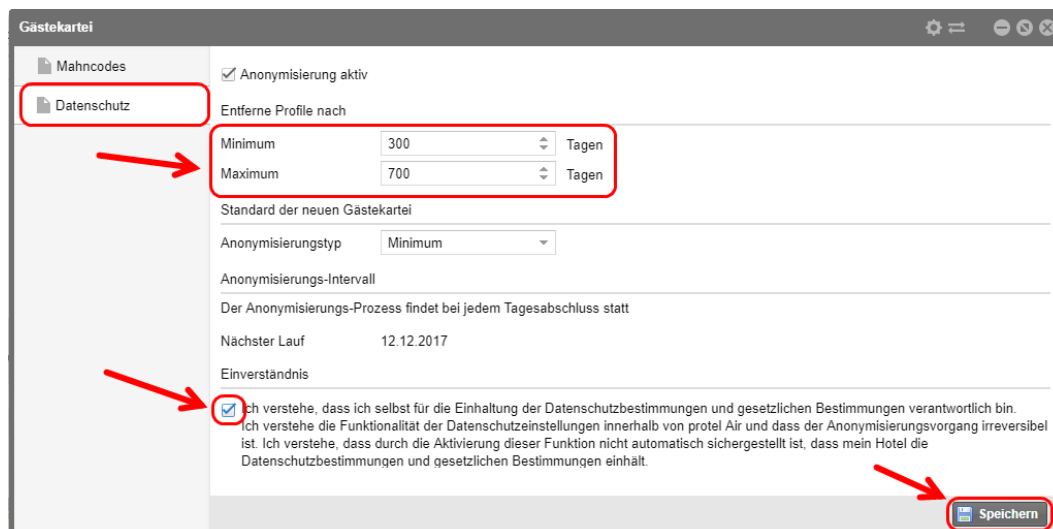 Gästekartei
Mahncodes
Datenschutz
Anonymisierung aktiv
Entferne Profile nach
Minimum 300 Tagen
Maximum 700 Tagen
Standard der neuen Gästekartei
Anonymisierungstyp Minimum
Anonymisierungs-Intervall
Der Anonymisierungs-Prozess findet bei jedem Tagesabschluss statt
Nächster Lauf 12.12.2017
Einverständnis
Ich verstehe, dass ich selbst für die Einhaltung der Datenschutzbestimmungen und gesetzlichen Bestimmungen verantwortlich bin.
Ich verstehe die Funktionalität der Datenschutzeinstellungen innerhalb von protel Air und dass der Anonymisierungsvorgang irreversibel
ist. Ich verstehe, dass durch die Aktivierung dieser Funktion nicht automatisch sichergestellt ist, dass mein Hotel die
Datenschutzbestimmungen und gesetzlichen Bestimmungen einhält.
Speichern